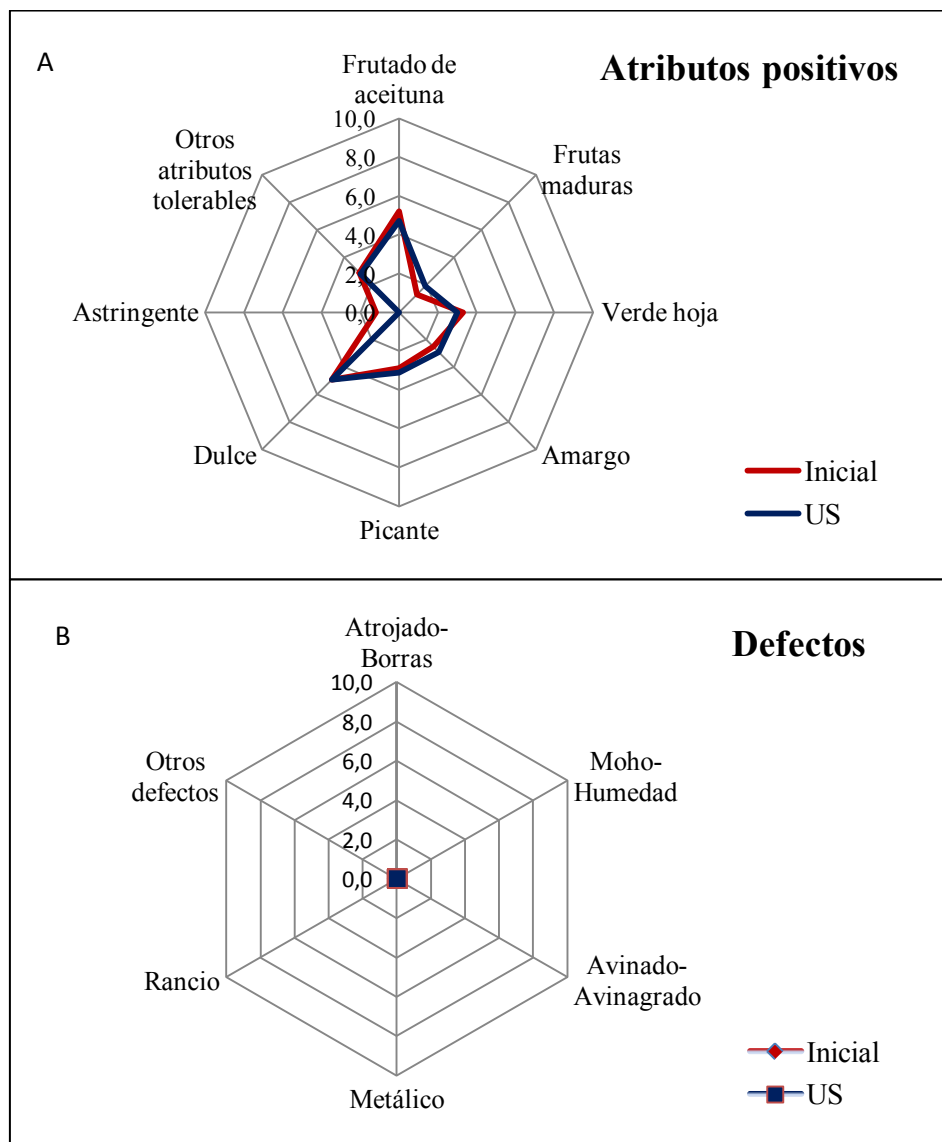 A
Atributos positivos
Frutado de
aceituna
10,0
8,0
6,0
4,0
2,0
0,0
Otros
atributos
tolerables
Frutas
maduras
Astringente
Verde hoja
Dulce
Amargo
Picante
Inicial
US
B
Defectos
Atrojado-
Borras
10,0
8,0
6,0
4,0
2,0
0,0
Otros
defectos
Moho-
Humedad
Rancio
Avinado-
Avinagrado
Metálico
Inicial
US